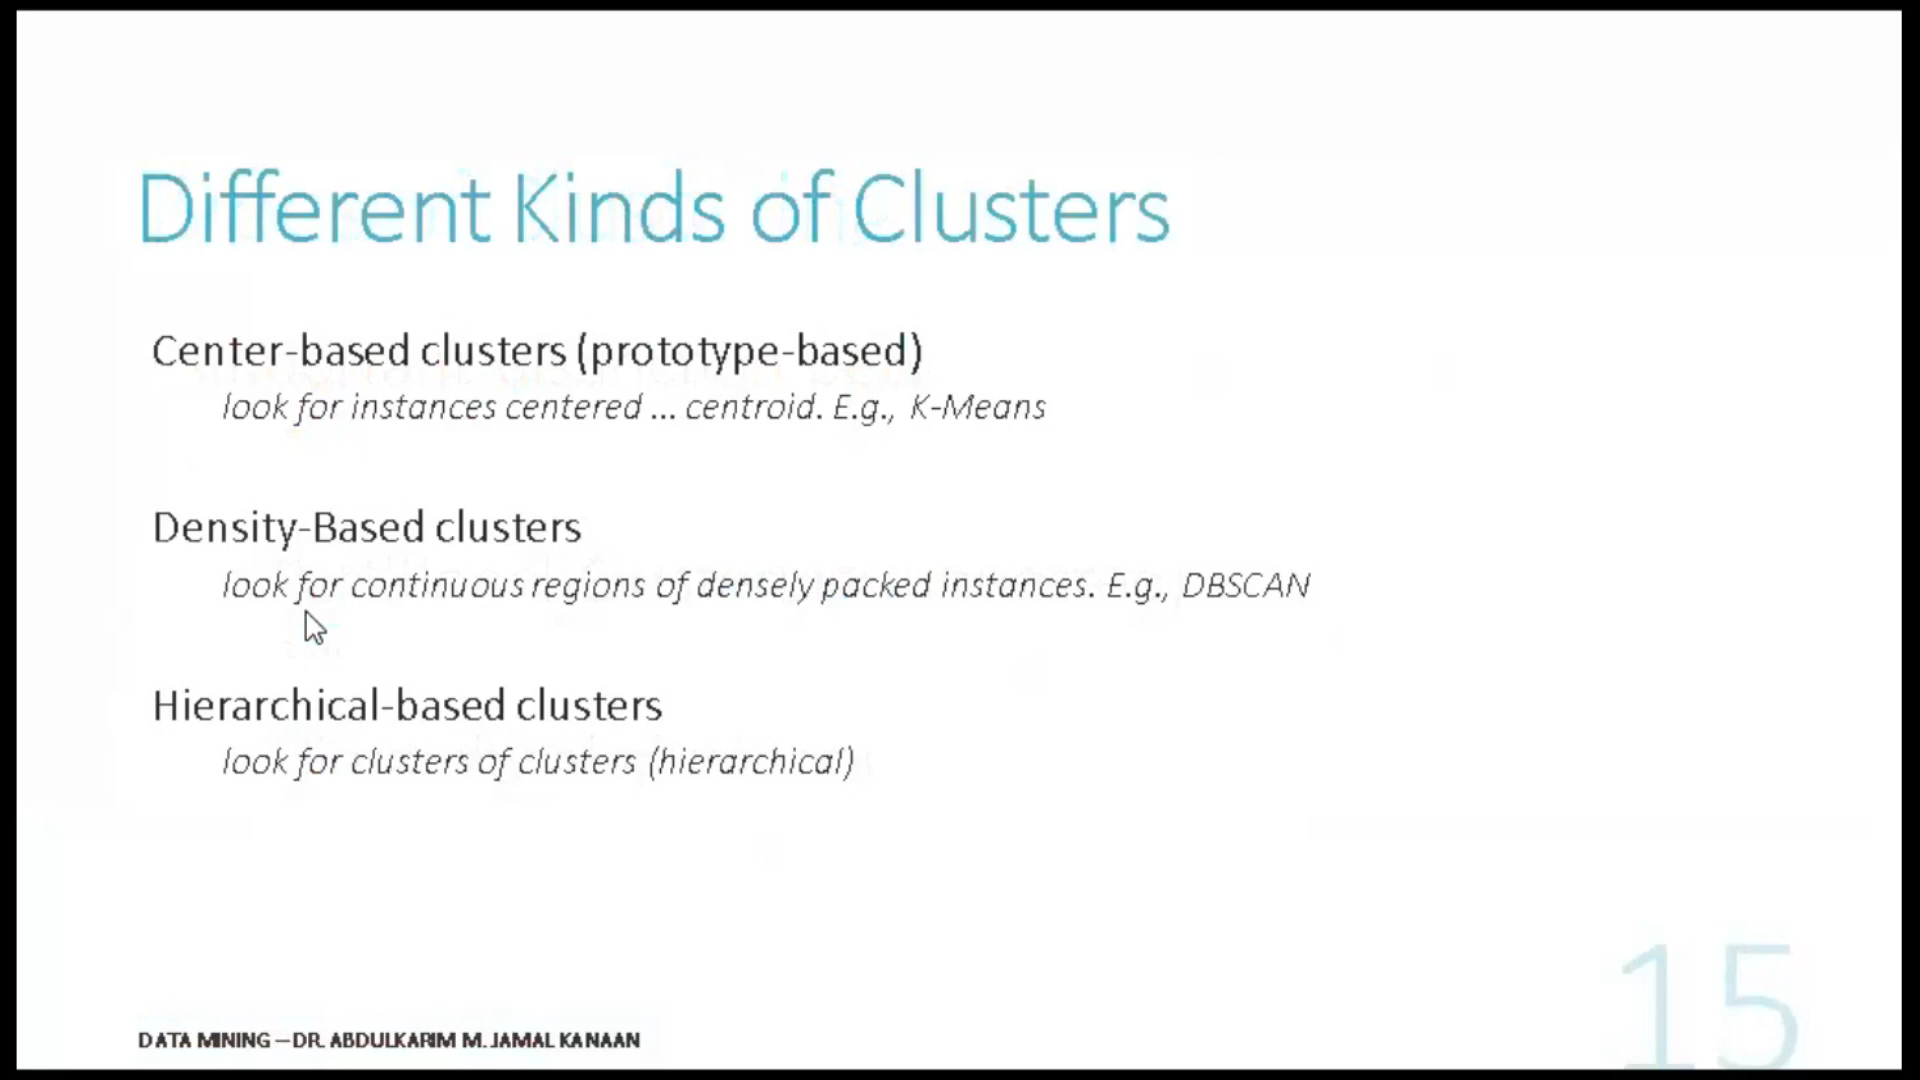 Different Kinds of Clusters
Center-based clusters (prototype-based)
look for instances centered ... centroid. E.g., K-Means
Density-Based clusters
look for continuous regions of densely packed instances. E.g., DBSCAN
Hierarchical-based clusters
look for clusters of clusters (hierarchical)
DATA MINING – DR. ABDULKARIM M. JAMAL KANAAN
15